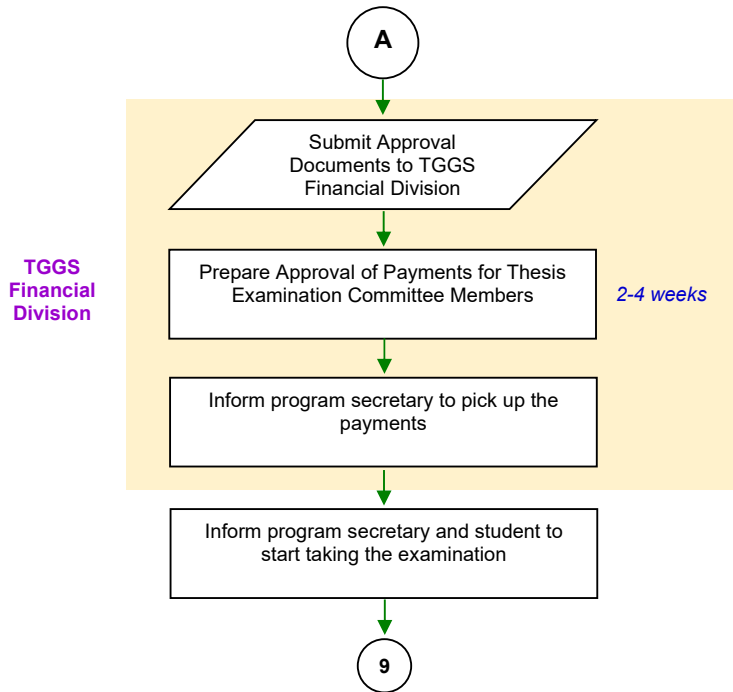 A
Submit Approval
Documents to TGGS
Financial Division
TGGS
Financial
Division
Prepare Approval of Payments for Thesis
Examination Committee Members
2-4 weeks
Inform program secretary to pick up the
payments
Inform program secretary and student to
start taking the examination
9